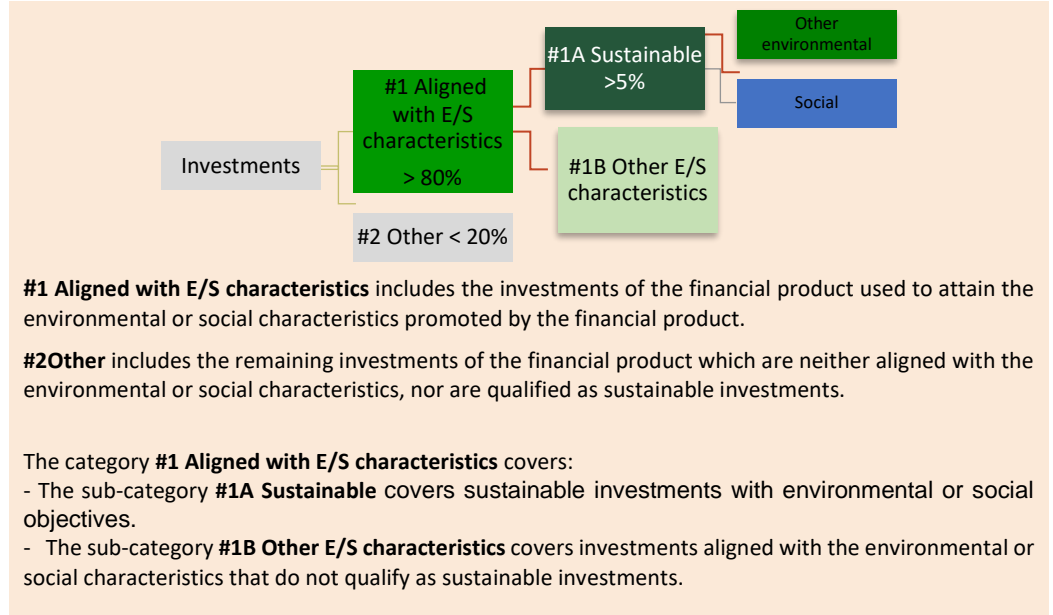 Other
environmental
#1A Sustainable
>5%
Social
#1 Aligned
with E/S
characteristics
> 80%
#1B Other E/S
characteristics
Investments
#2 Other < 20%
#1 Aligned with E/S characteristics includes the investments of the financial product used to attain the
environmental or social characteristics promoted by the financial product.
#2Other includes the remaining investments of the financial product which are neither aligned with the
environmental or social characteristics, nor are qualified as sustainable investments.
The category #1 Aligned with E/S characteristics covers:
- The sub-category #1A Sustainable covers sustainable investments with environmental or social
objectives.
- The sub-category #1B Other E/S characteristics covers investments aligned with the environmental or
social characteristics that do not qualify as sustainable investments.